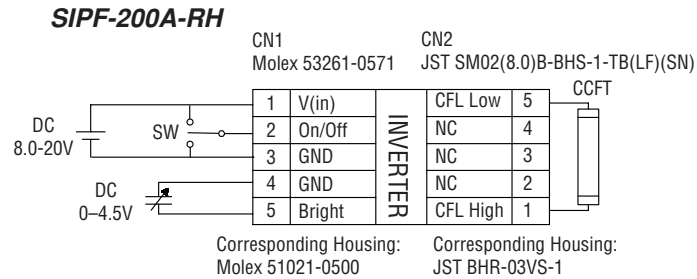 SIPF-200A-RH
CN1
Molex 53261-0571
CN2
JST SM02(8.0)B-BHS-1-TB(LF)(SN)
CCFT
DC
8.0-20V
SW
DC
0–4.5V
1 V(in)
2 On/Off
3 GND
4 GND
5 Bright
INVERTER
CFL Low 5
NC 4
NC 3
NC 2
CFL High 1
Corresponding Housing:
Molex 51021-0500
Corresponding Housing:
JST BHR-03VS-1